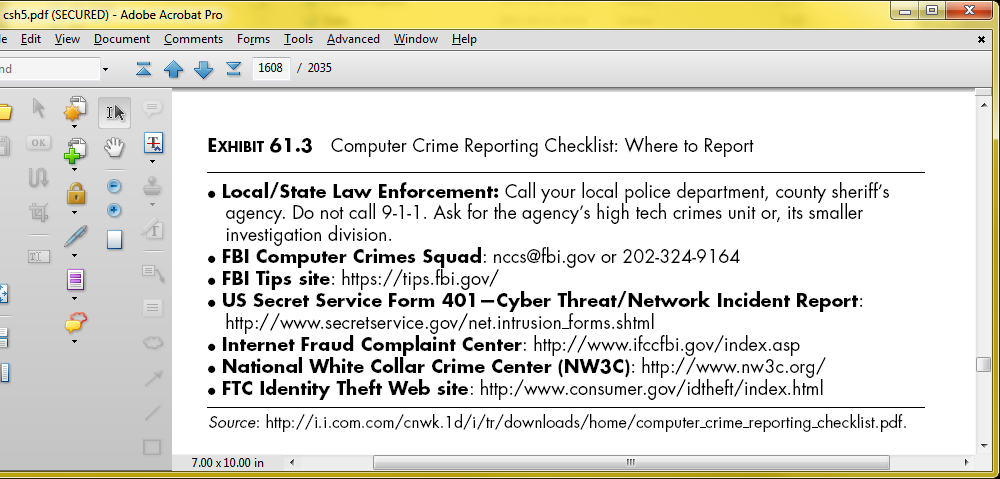 csh5.pdf (SECURED) - Adobe Acrobat Pro
Edit View Document Comments Forms Tools Advanced Window Help
nd 1608 / 2035
OK
EXHIBIT 61.3 Computer Crime Reporting Checklist: Where to Report
• Local/State Law Enforcement: Call your local police department, county sheriff's
agency. Do not call 9-1-1. Ask for the agency's high tech crimes unit or, its smaller
investigation division.
• FBI Computer Crimes Squad: nccs@fbi.gov or 202-324-9164
• FBI Tips site: https://tips.fbi.gov/
• US Secret Service Form 401—Cyber Threat/Network Incident Report:
http://www.secretservice.gov/net.intrusion_forms.shtml
• Internet Fraud Complaint Center: http://www.ifccfbi.gov/index.asp
• National White Collar Crime Center (NW3C): http://www.nw3c.org/
• FTC Identity Theft Web site: http:/www.consumer.gov/idtheft/index.html
Source: http://i.i.com.com/cnwk.1d/i/tr/downloads/home/computer_crime_reporting_checklist.pdf.
7.00 x 10.00 in